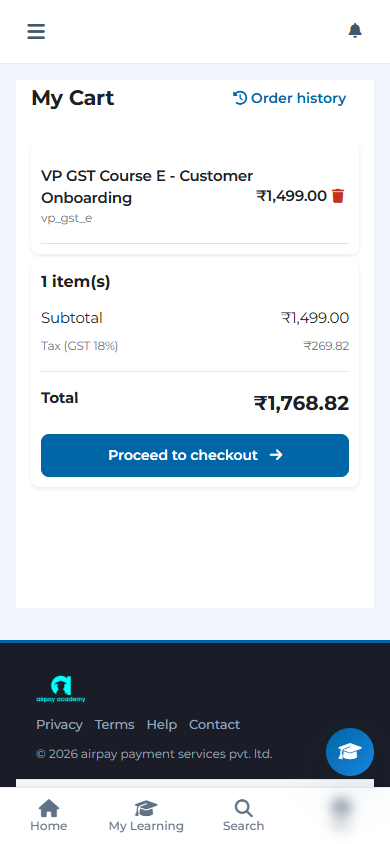 My Cart
Order history
VP GST Course E - Customer
Onboarding
₹1,499.00
vp_gst_e
1 item(s)
Subtotal ₹1,499.00
Tax (GST 18%) ₹269.82
Total ₹1,768.82
Proceed to checkout
airpay academy
Privacy Terms Help Contact
© 2026 airpay payment services pvt. ltd.
Home My Learning Search